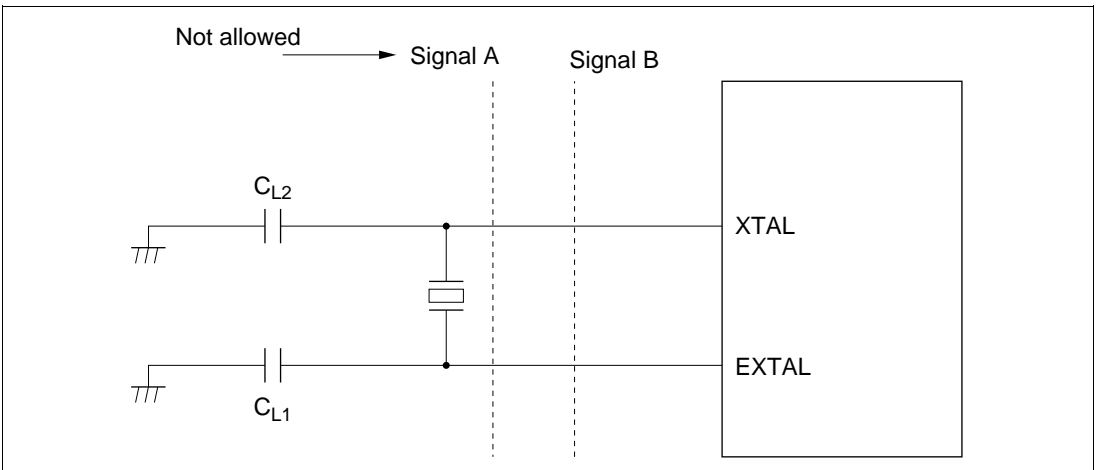 Not allowed
Signal A
Signal B
CL2
XTAL
EXTAL
CL1